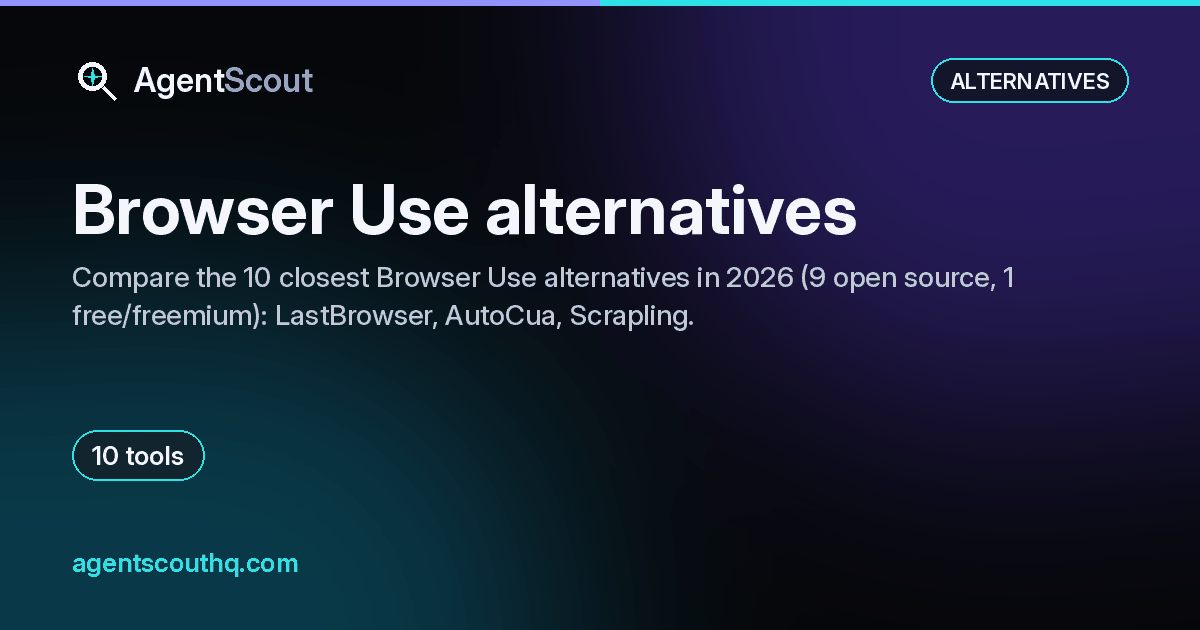 AgentScout
ALTERNATIVES
Browser Use alternatives
Compare the 10 closest Browser Use alternatives in 2026 (9 open source, 1
free/freemium): LastBrowser, AutoCua, Scrapling.
10 tools
agentscouthq.com